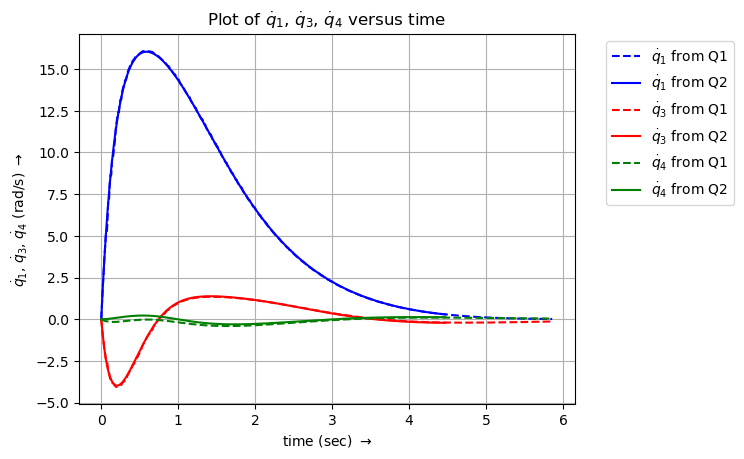 Plot of q̇₁, q̇₃, q̇₄ versus time
q̇₁, q̇₃, q̇₄ (rad/s) →
15.0
12.5
10.0
7.5
5.0
2.5
0.0
−2.5
−5.0
0 1 2 3 4 5 6
time (sec) →
q̇₁ from Q1
q̇₁ from Q2
q̇₃ from Q1
q̇₃ from Q2
q̇₄ from Q1
q̇₄ from Q2